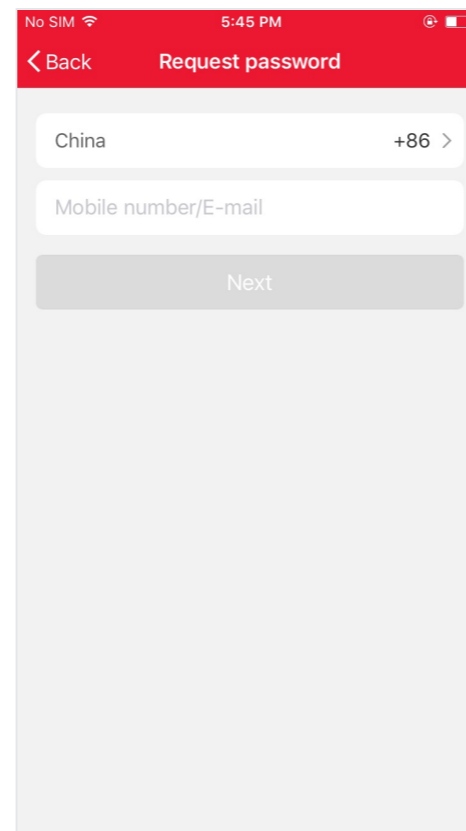 No SIM 5:45 PM
Back Request password
China +86
Mobile number/E-mail
Next